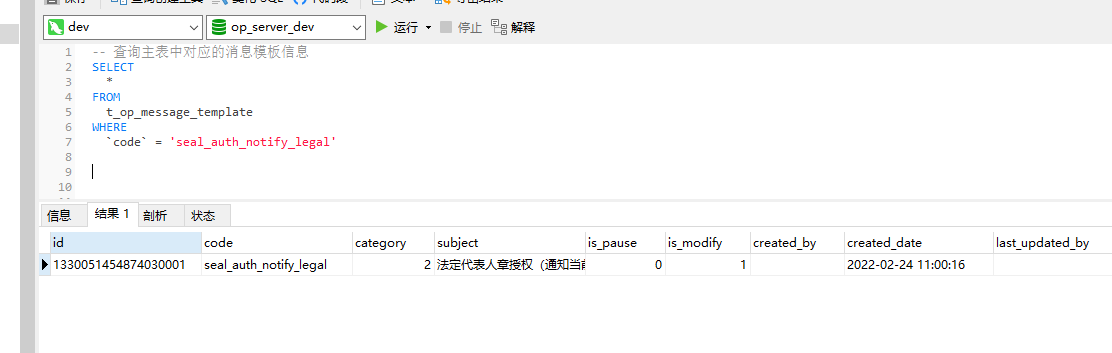 dev op_server_dev 运行 停止 解释
1 -- 查询主表中对应的消息模板信息
2 SELECT
3 *
4 FROM
5 t_op_message_template
6 WHERE
7 `code` = 'seal_auth_notify_legal'
8
9
10
信息 结果 1 剖析 状态
id code category subject is_pause is_modify created_by created_date last_updated_by
1330051454874030001 seal_auth_notify_legal 2 法定代表人章授权（通知当 0 1 2022-02-24 11:00:16